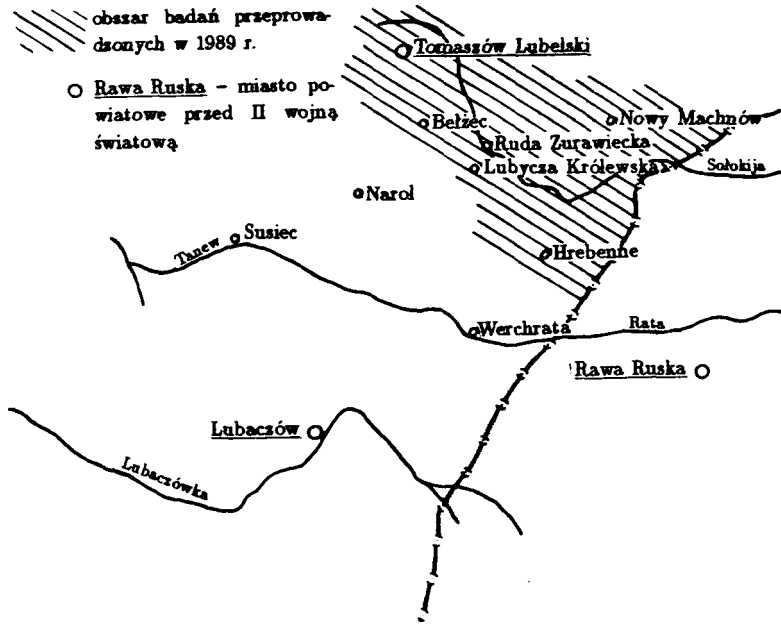 obszar badań przeprowa-
dzonych w 1989 r.
Rawa Ruska – miasto po-
wiatowe przed II wojną
światową
Tomaszów Lubelski
Bełżec
Nowy Machnów
Ruda Żurawiecka
Lubycza Królewska
Sołokija
Narol
Tanew
Susiec
Hrebenne
Werchrata
Rata
Rawa Ruska
Lubaczów
Lubaczówka